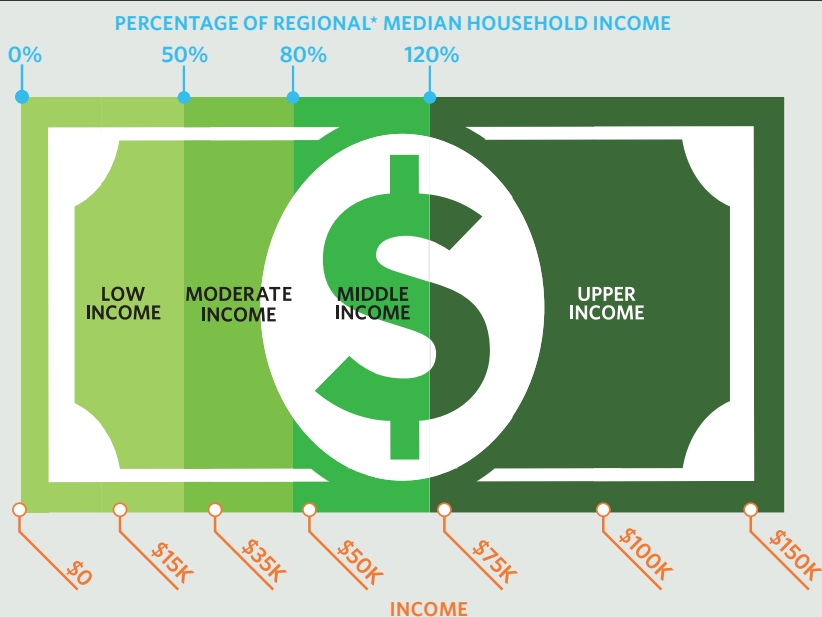 PERCENTAGE OF REGIONAL* MEDIAN HOUSEHOLD INCOME
0%
50%
80%
120%
LOW
INCOME
MODERATE
INCOME
MIDDLE
INCOME
UPPER
INCOME
$
$0
$15K
$35K
$50K
$75K
$100K
$150K
INCOME